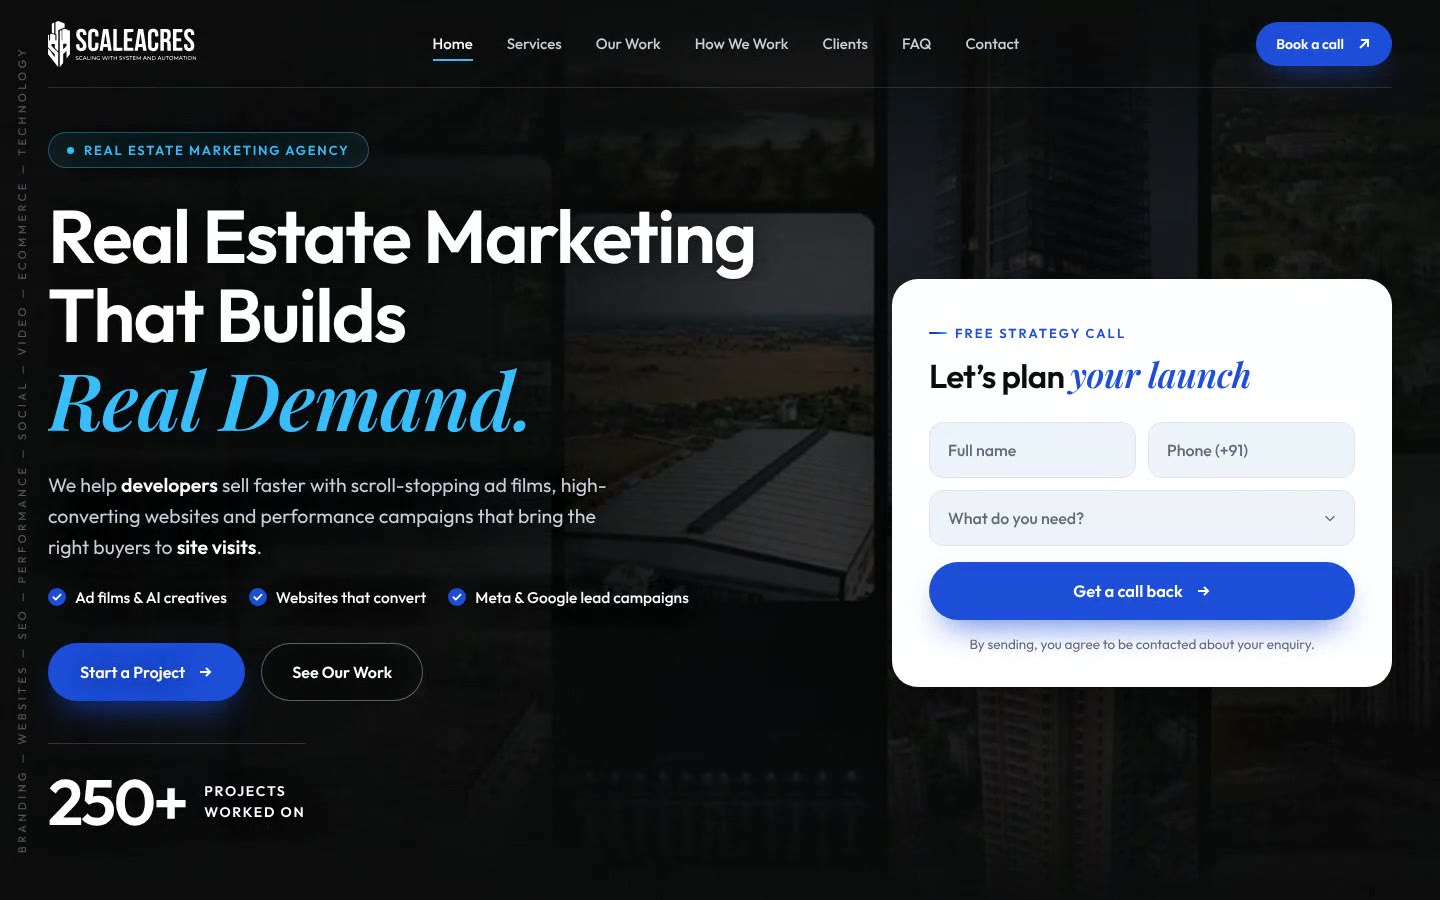 SCALEACRES
SCALING WITH SYSTEM AND AUTOMATION
Home
Services
Our Work
How We Work
Clients
FAQ
Contact
Book a call
BRANDING — WEBSITES — SEO — PERFORMANCE — SOCIAL — VIDEO — ECOMMERCE — TECHNOLOGY
REAL ESTATE MARKETING AGENCY
Real Estate Marketing
That Builds
Real Demand.
We help developers sell faster with scroll-stopping ad films, high-
converting websites and performance campaigns that bring the
right buyers to site visits.
Ad films & AI creatives
Websites that convert
Meta & Google lead campaigns
Start a Project
See Our Work
250+
PROJECTS
WORKED ON
FREE STRATEGY CALL
Let's plan your launch
Full name
Phone (+91)
What do you need?
Get a call back
By sending, you agree to be contacted about your enquiry.